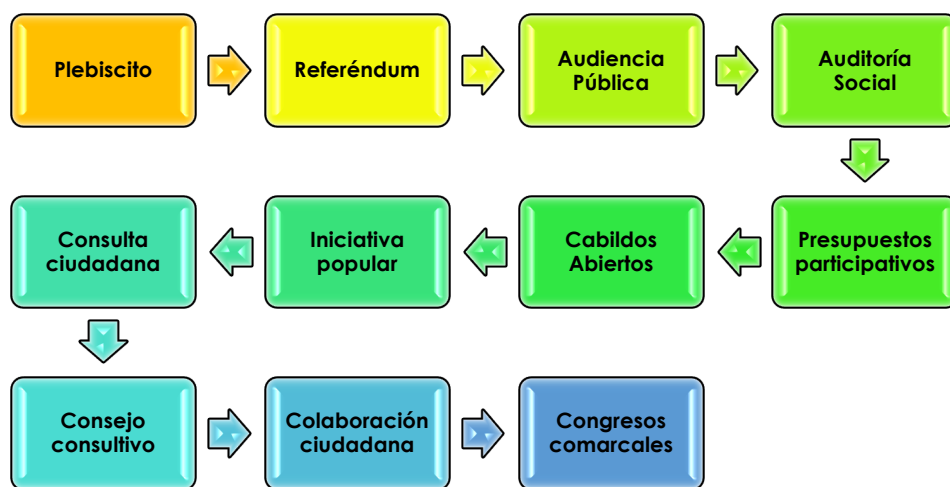 Plebiscito
Referéndum
Audiencia
Pública
Auditoría
Social
Presupuestos
participativos
Cabildos
Abiertos
Iniciativa
popular
Consulta
ciudadana
Consejo
consultivo
Colaboración
ciudadana
Congresos
comarcales